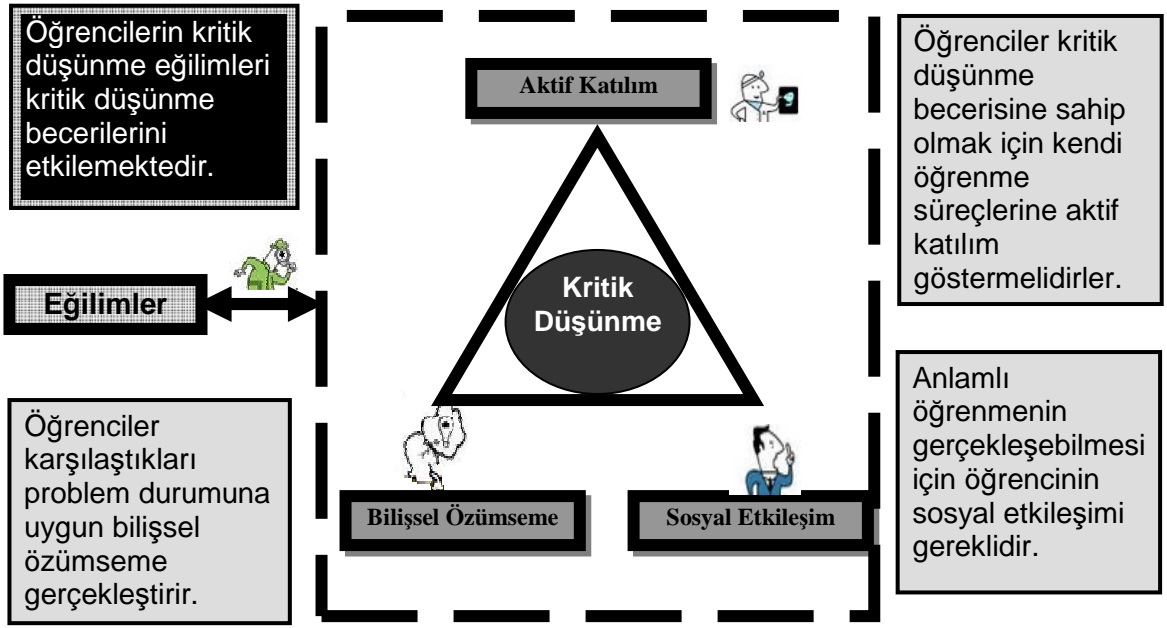 Öğrencilerin kritik
düşünme eğilimleri
kritik düşünme
becerilerini
etkilemektedir.
Eğilimler
Öğrenciler
karşılaştıkları
problem durumuna
uygun bilişsel
özümseme
gerçekleştirir.
Aktif Katılım
Kritik
Düşünme
Bilişsel Özümseme
Sosyal Etkileşim
Öğrenciler kritik
düşünme
becerisine sahip
olmak için kendi
öğrenme
süreçlerine aktif
katılım
göstermelidirler.
Anlamlı
öğrenmenin
gerçekleşebilmesi
için öğrencinin
sosyal etkileşimi
gereklidir.